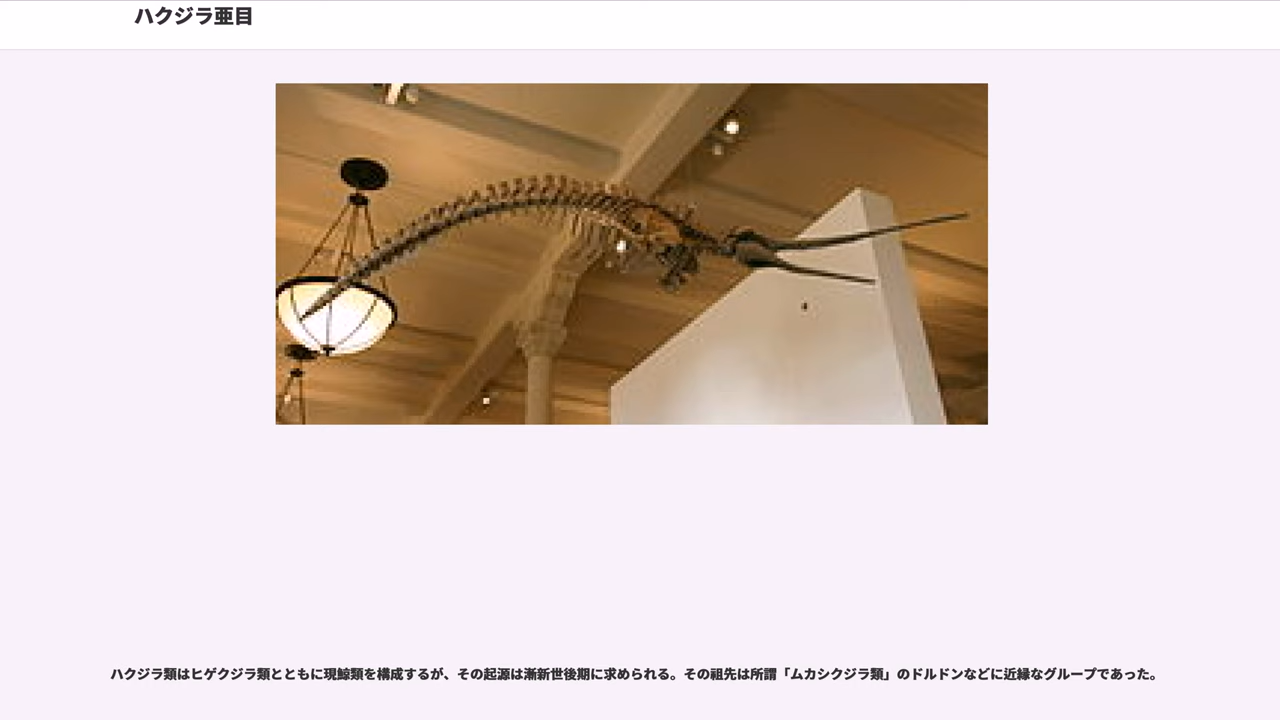 ハクジラ亜目
ハクジラ類はヒゲクジラ類とともに現鯨類を構成するが、その起源は漸新世後期に求められる。その祖先は所謂「ムカシクジラ類」のドルドンなどに近縁なグループであった。